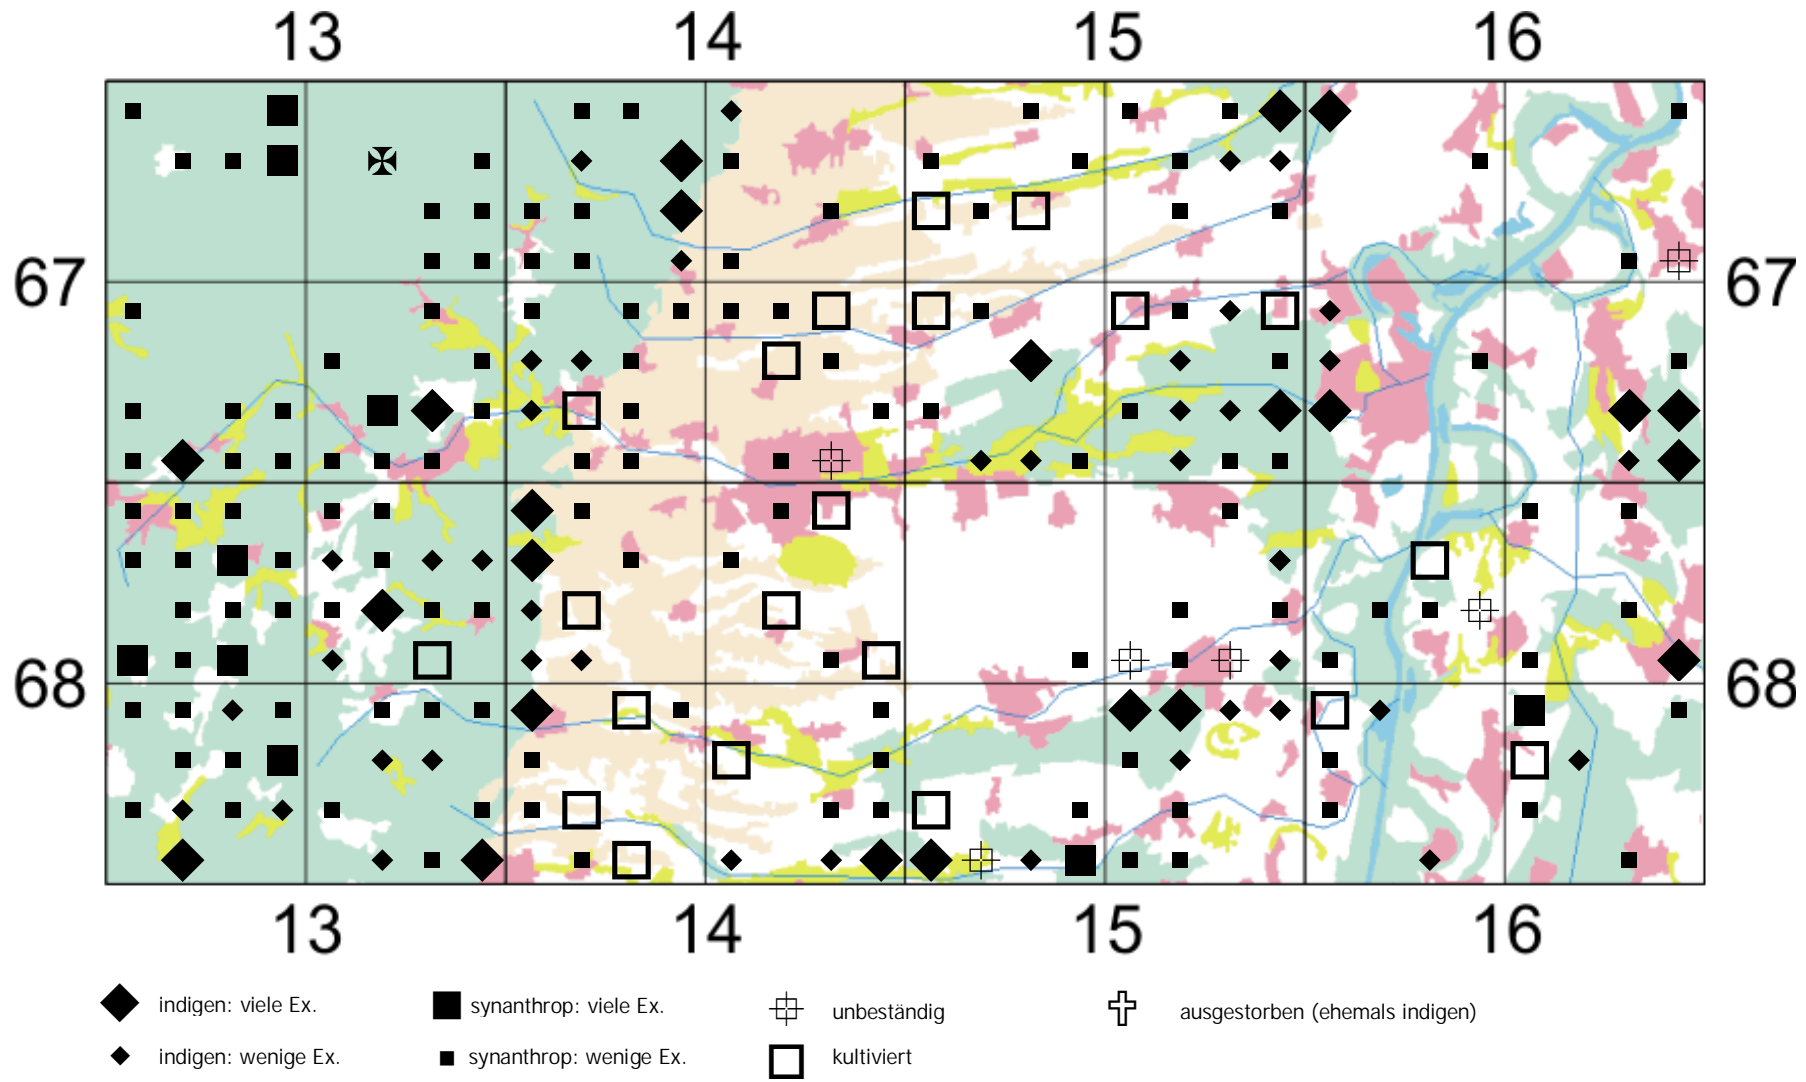 13 14 15 16
67 67
68 68
13 14 15 16
indigen: viele Ex. synanthrop: viele Ex. unbeständig ausgestorben (ehemals indigen)
indigen: wenige Ex. synanthrop: wenige Ex. kultiviert